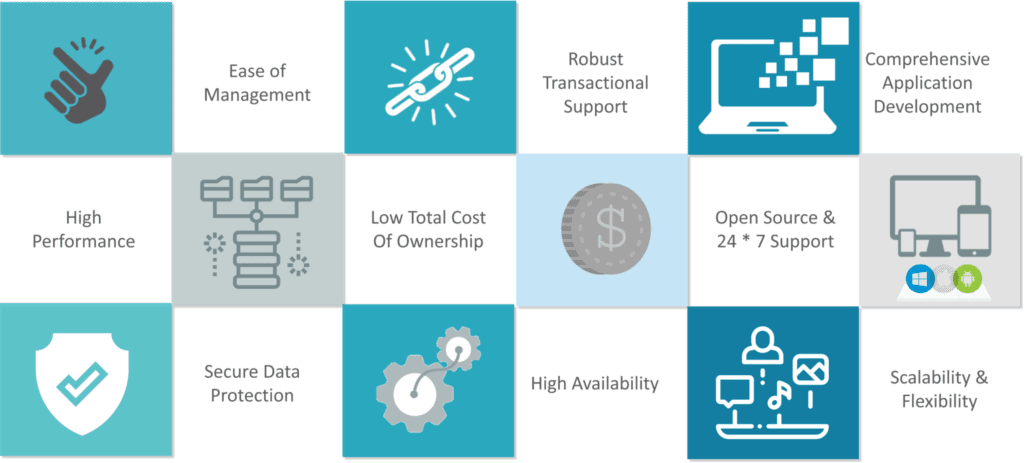 Ease of
Management
Robust
Transactional
Support
Comprehensive
Application
Development
High
Performance
Low Total Cost
Of Ownership
$
Open Source &
24 * 7 Support
Secure Data
Protection
High Availability
Scalability &
Flexibility